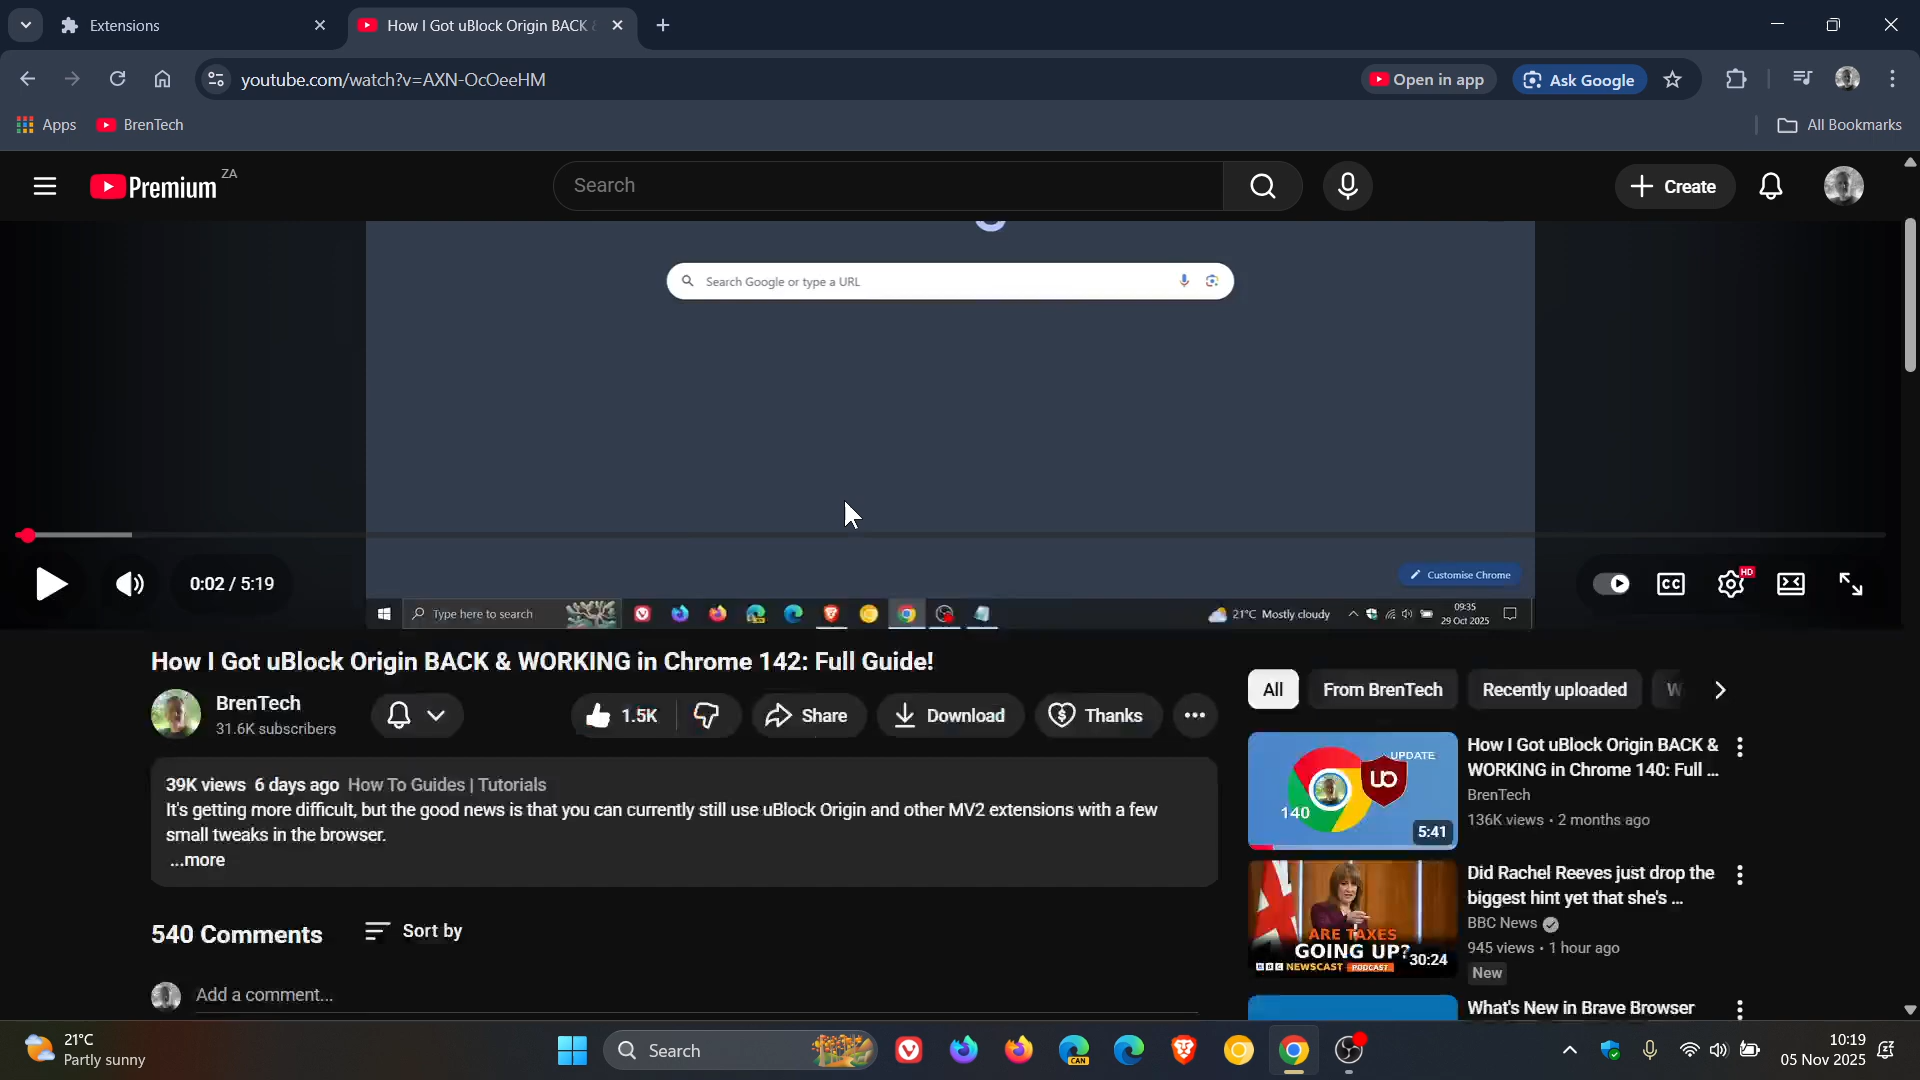 Extensions
How I Got uBlock Origin BACK
youtube.com/watch?v=AXN-OcOeeHM
Open in app
Ask Google
Apps
BrenTech
All Bookmarks
Premium
ZA
Search
Create
Search Google or type a URL
Customise Chrome
0:02 / 5:19
CC
HD
Type here to search
21°C Mostly cloudy
09:35
29 Oct 2025
How I Got uBlock Origin BACK & WORKING in Chrome 142: Full Guide!
BrenTech
31.6K subscribers
1.5K
Share
Download
Thanks
39K views 6 days ago How To Guides | Tutorials
It's getting more difficult, but the good news is that you can currently still use uBlock Origin and other MV2 extensions with a few
small tweaks in the browser.
...more
540 Comments
Sort by
Add a comment...
All
From BrenTech
Recently uploaded
W
UPDATE
140
5:41
How I Got uBlock Origin BACK &
WORKING in Chrome 140: Full ...
BrenTech
136K views • 2 months ago
ARE TAXES
GOING UP?
BBC NEWSCAST PODCAST
30:24
Did Rachel Reeves just drop the
biggest hint yet that she's ...
BBC News
945 views • 1 hour ago
New
What's New in Brave Browser
21°C
Partly sunny
Search
CAN
10:19
05 Nov 2025